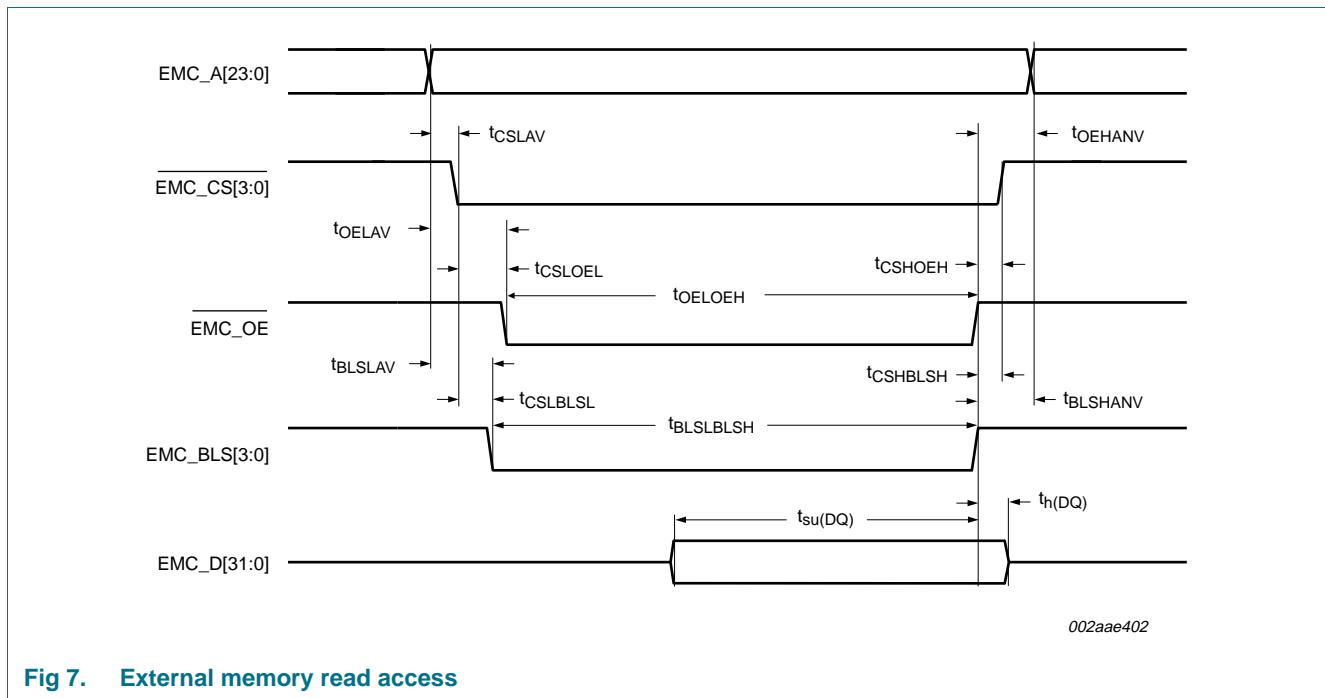 EMC_A[23:0]
tCSLAV
tOEHANV
EMC_CS[3:0]
tOELAV
tCSLOEL
tCSHOEH
tOELOEH
EMC_OE
tBLSLAV
tCSHBLSH
tCSLBLSL
tBLSHANV
tBLSLBLSH
EMC_BLS[3:0]
th(DQ)
tsu(DQ)
EMC_D[31:0]
002aae402
Fig 7. External memory read access